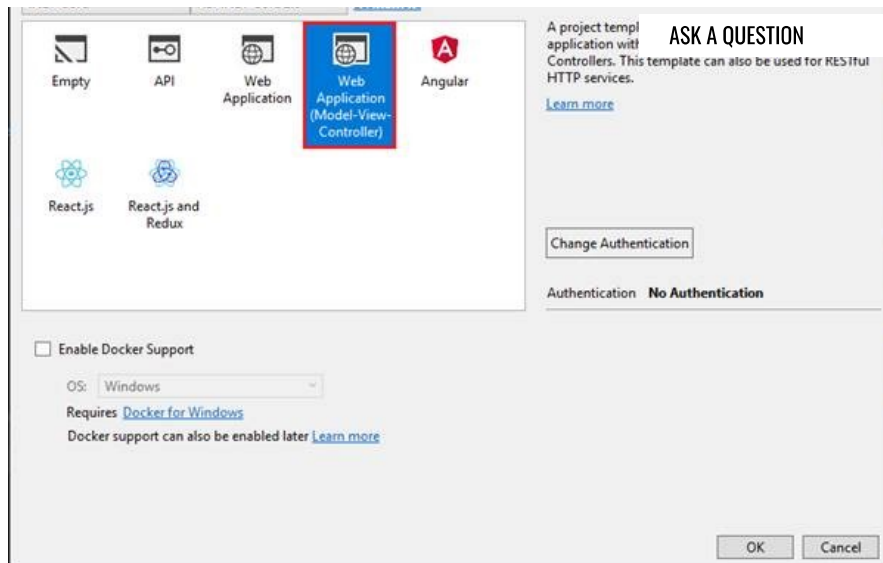 Learn more
Empty
API
Web
Application
Web
Application
(Model-View-
Controller)
Angular
React.js
React.js and
Redux
A project templ
application with
ASK A QUESTION
Controllers. This template can also be used for RESTful
HTTP services.
Learn more
Change Authentication
Authentication No Authentication
Enable Docker Support
OS: Windows
Requires Docker for Windows
Docker support can also be enabled later Learn more
OK Cancel